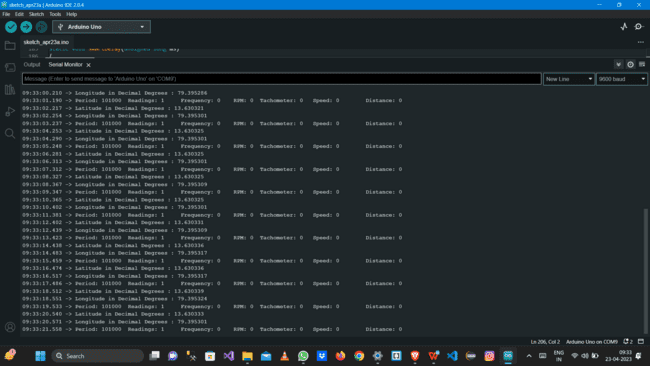 sketch_apr23a | Arduino IDE 2.0.4
File Edit Sketch Tools Help
Arduino Uno
sketch_apr23a.ino
Output Serial Monitor
Message (Enter to send message to 'Arduino Uno' on 'COM9')
New Line
9600 baud
09:33:00.210 -> Longitude in Decimal Degrees : 79.395208
09:33:01.190 -> Period: 101000 Readings: 1 Frequency: 0 RPM: 0 Tachometer: 0 Speed: 0 Distance: 0
09:33:02.217 -> Latitude in Decimal Degrees : 13.630321
09:33:02.254 -> Longitude in Decimal Degrees : 79.395301
09:33:03.237 -> Period: 101000 Readings: 1 Frequency: 0 RPM: 0 Tachometer: 0 Speed: 0 Distance: 0
09:33:04.253 -> Latitude in Decimal Degrees : 13.630325
09:33:04.290 -> Longitude in Decimal Degrees : 79.395301
09:33:05.248 -> Period: 101000 Readings: 1 Frequency: 0 RPM: 0 Tachometer: 0 Speed: 0 Distance: 0
09:33:06.281 -> Latitude in Decimal Degrees : 13.630325
09:33:06.313 -> Longitude in Decimal Degrees : 79.395301
09:33:07.312 -> Period: 101000 Readings: 1 Frequency: 0 RPM: 0 Tachometer: 0 Speed: 0 Distance: 0
09:33:08.327 -> Latitude in Decimal Degrees : 13.630325
09:33:08.367 -> Longitude in Decimal Degrees : 79.395309
09:33:09.347 -> Period: 101000 Readings: 1 Frequency: 0 RPM: 0 Tachometer: 0 Speed: 0 Distance: 0
09:33:10.365 -> Latitude in Decimal Degrees : 13.630325
09:33:10.402 -> Longitude in Decimal Degrees : 79.395301
09:33:11.381 -> Period: 101000 Readings: 1 Frequency: 0 RPM: 0 Tachometer: 0 Speed: 0 Distance: 0
09:33:12.402 -> Latitude in Decimal Degrees : 13.630331
09:33:12.439 -> Longitude in Decimal Degrees : 79.395309
09:33:13.423 -> Period: 101000 Readings: 1 Frequency: 0 RPM: 0 Tachometer: 0 Speed: 0 Distance: 0
09:33:14.438 -> Latitude in Decimal Degrees : 13.630336
09:33:14.483 -> Longitude in Decimal Degrees : 79.395317
09:33:15.459 -> Period: 101000 Readings: 1 Frequency: 0 RPM: 0 Tachometer: 0 Speed: 0 Distance: 0
09:33:16.474 -> Latitude in Decimal Degrees : 13.630336
09:33:16.517 -> Longitude in Decimal Degrees : 79.395317
09:33:17.496 -> Period: 101000 Readings: 1 Frequency: 0 RPM: 0 Tachometer: 0 Speed: 0 Distance: 0
09:33:18.512 -> Latitude in Decimal Degrees : 13.630339
09:33:18.551 -> Longitude in Decimal Degrees : 79.395324
09:33:19.533 -> Period: 101000 Readings: 1 Frequency: 0 RPM: 0 Tachometer: 0 Speed: 0 Distance: 0
09:33:20.540 -> Latitude in Decimal Degrees : 13.630333
09:33:20.571 -> Longitude in Decimal Degrees : 79.395301
09:33:21.508 -> Period: 101000 Readings: 1 Frequency: 0 RPM: 0 Tachometer: 0 Speed: 0 Distance: 0
Ln 206, Col 2 Arduino Uno on COM9 2
Search
ENG
IN
09:33
23-04-2023